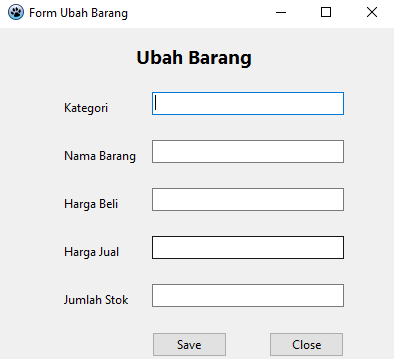 Form Ubah Barang
Ubah Barang
Kategori
Nama Barang
Harga Beli
Harga Jual
Jumlah Stok
Save Close